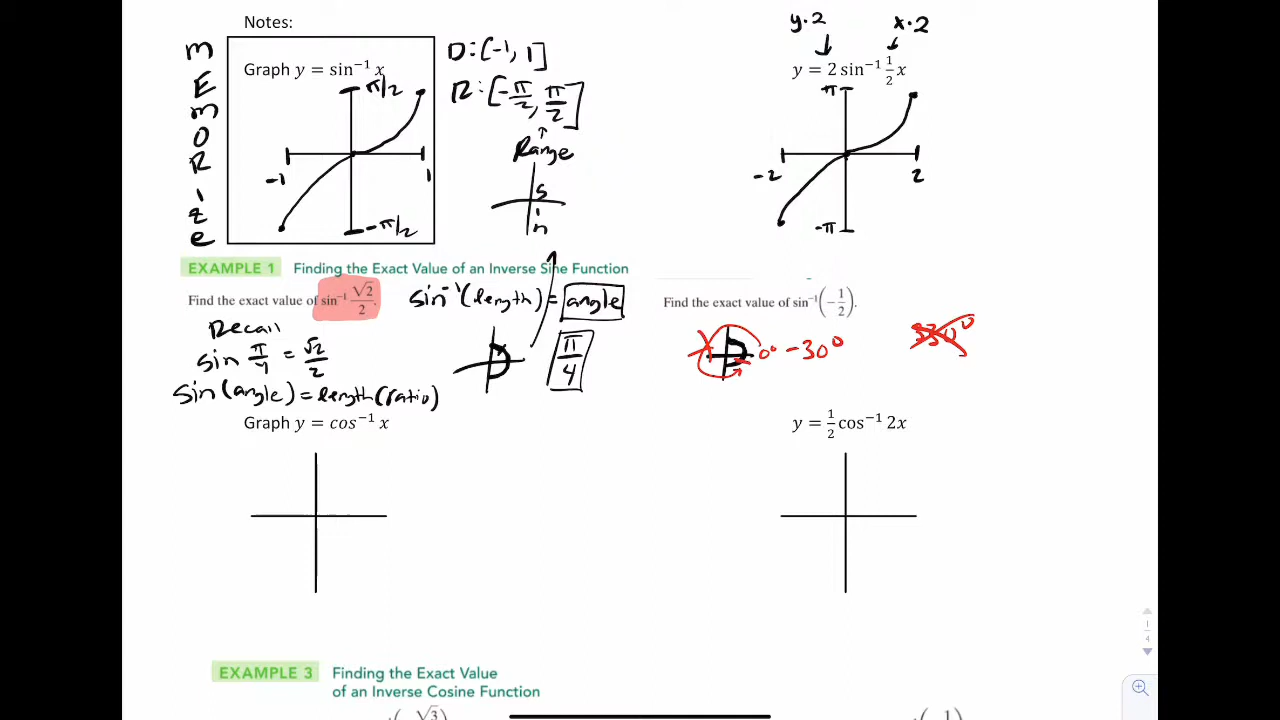 Notes:
M
E
M
O
R
I
Z
E
Graph y = sin⁻¹ x
π/2
-1
1
-π/2
D: [-1, 1]
R: [-π/2, π/2]
Range
s
i
n
y·2
x·2
y = 2 sin⁻¹ ½x
π
-2
2
-π
EXAMPLE 1 Finding the Exact Value of an Inverse Sine Function
Find the exact value of sin⁻¹ √2/2.
Recall
sin π/4 = √2/2
sin(angle) = length(ratio)
sin⁻¹(length) = angle
π/4
Find the exact value of sin⁻¹(-1/2).
0° -30°
330°
Graph y = cos⁻¹ x
y = ½ cos⁻¹ 2x
EXAMPLE 3 Finding the Exact Value
of an Inverse Cosine Function
1
4